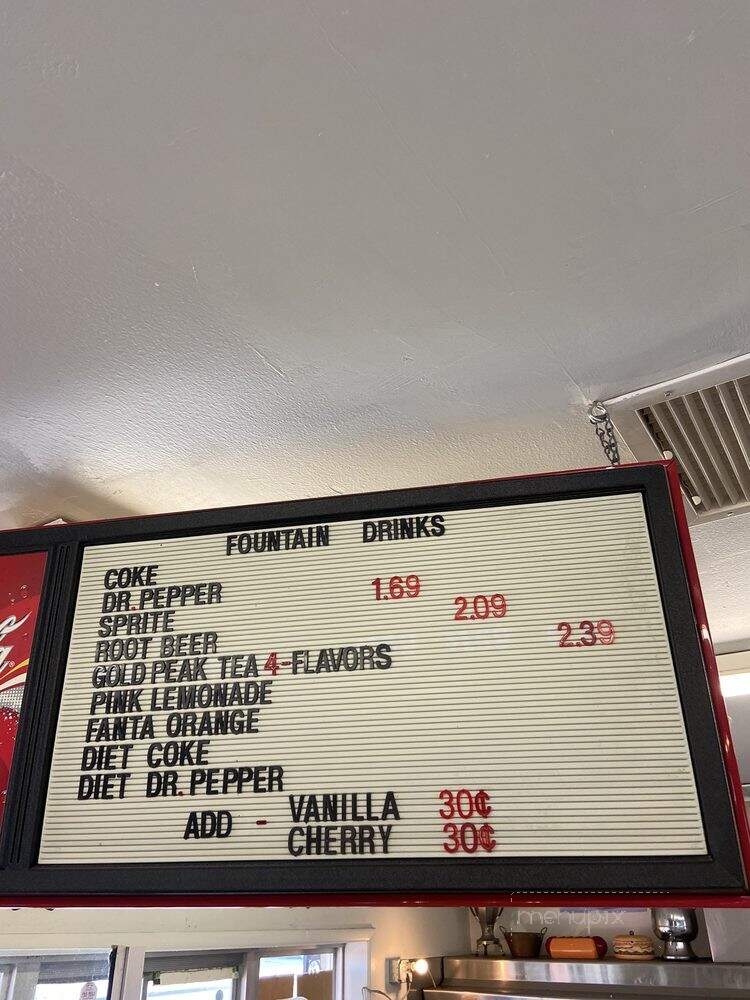 FOUNTAIN DRINKS
COKE
DR. PEPPER 1.69
SPRITE 2.09
ROOT BEER 2.39
GOLD PEAK TEA 4-FLAVORS
PINK LEMONADE
FANTA ORANGE
DIET COKE
DIET DR. PEPPER
ADD - VANILLA 30¢
CHERRY 30¢
menupix